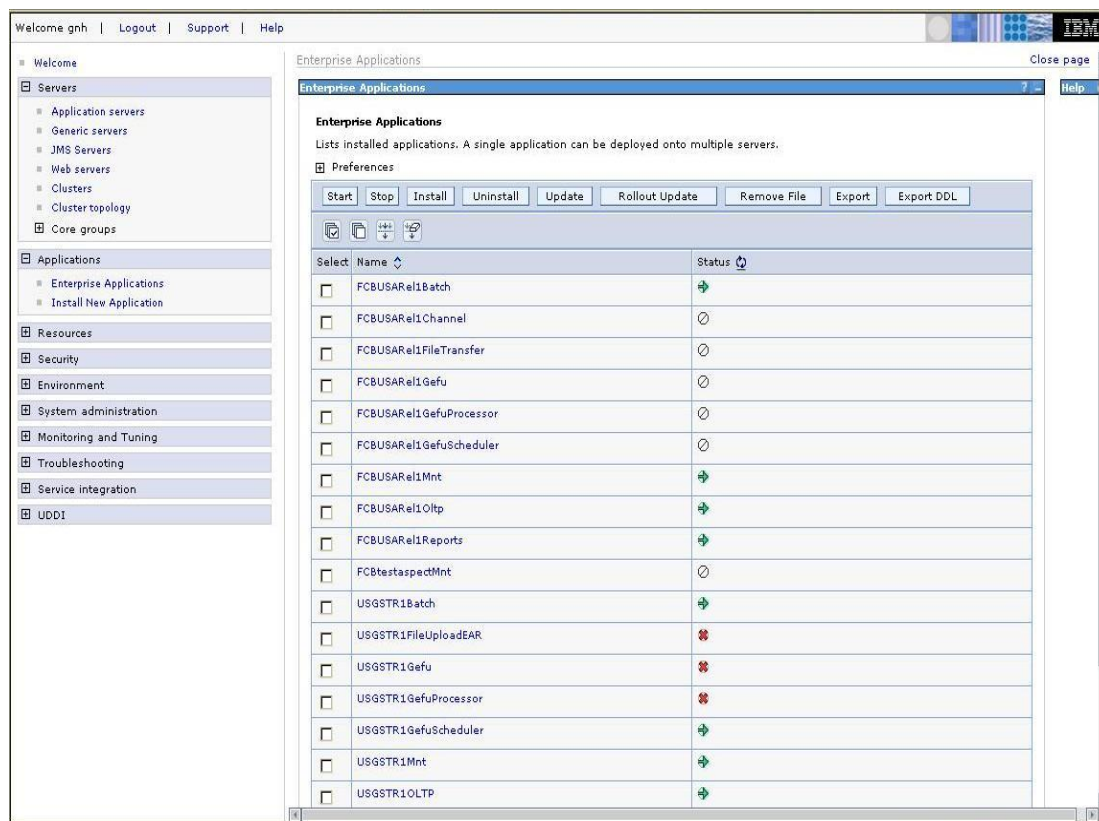 Welcome gnh | Logout | Support | Help
IBM
Welcome
Servers
Application servers
Generic servers
JMS Servers
Web servers
Clusters
Cluster topology
Core groups
Applications
Enterprise Applications
Install New Application
Resources
Security
Environment
System administration
Monitoring and Tuning
Troubleshooting
Service integration
UDDI
Enterprise Applications
Close page
Enterprise Applications ? -
Help
Enterprise Applications
Lists installed applications. A single application can be deployed onto multiple servers.
Preferences
Start Stop Install Uninstall Update Rollout Update Remove File Export Export DDL
Select Name Status
FCBUSARel1Batch
FCBUSARel1Channel
FCBUSARel1FileTransfer
FCBUSARel1Gefu
FCBUSARel1GefuProcessor
FCBUSARel1GefuScheduler
FCBUSARel1Mnt
FCBUSARel1Oltp
FCBUSARel1Reports
FCBtestaspectMnt
USGSTR1Batch
USGSTR1FileUploadEAR
USGSTR1Gefu
USGSTR1GefuProcessor
USGSTR1GefuScheduler
USGSTR1Mnt
USGSTR1OLTP